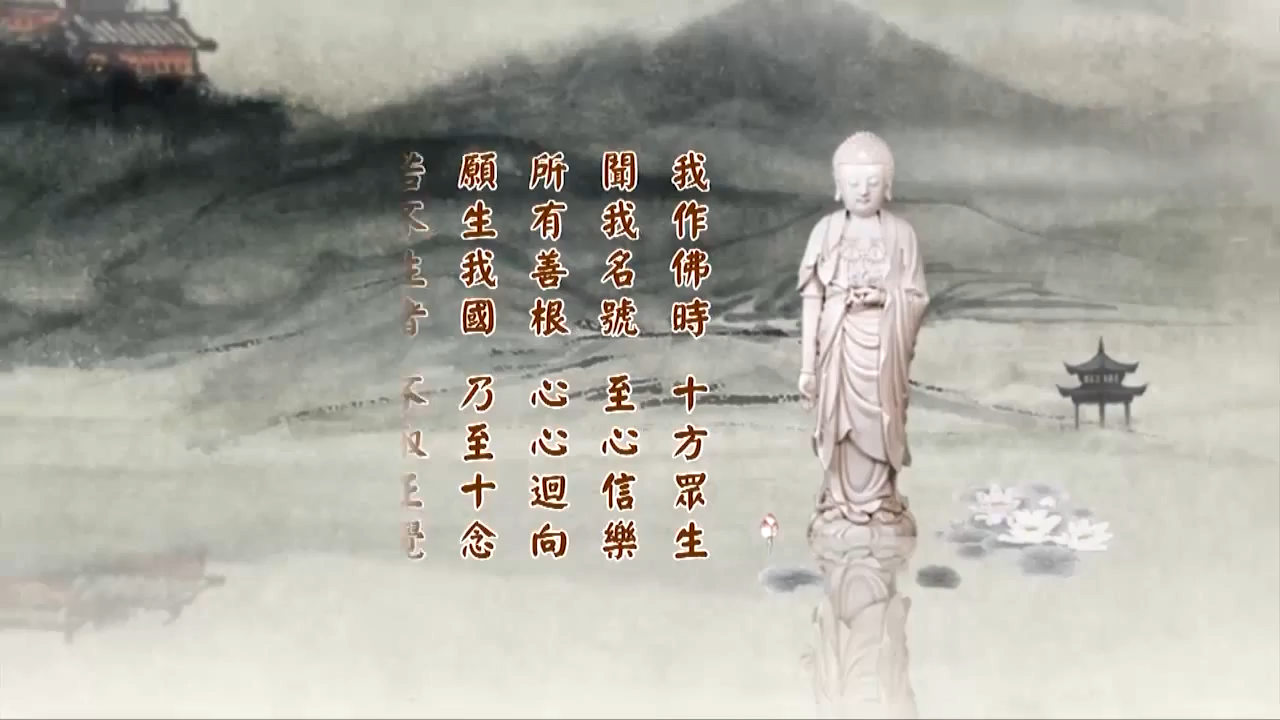 我作佛時 十方眾生
聞我名號 至心信樂
所有善根 心心迴向
願生我國 乃至十念
若不生者 不取正覺